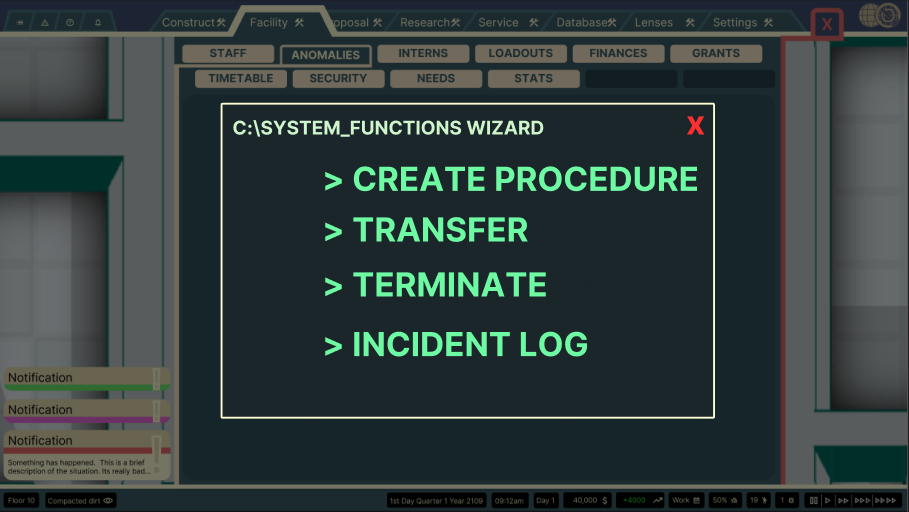 Construct
Facility
roposal
Research
Service
Database
Lenses
Settings
X
STAFF
ANOMALIES
INTERNS
LOADOUTS
FINANCES
GRANTS
TIMETABLE
SECURITY
NEEDS
STATS
C:\SYSTEM_FUNCTIONS WIZARD
X
> CREATE PROCEDURE
> TRANSFER
> TERMINATE
> INCIDENT LOG
Notification
Notification
Notification
Something has happened. This is a brief
description of the situation. Its really bad...
Floor 10
Compacted dirt
1st Day Quarter 1 Year 2109
09:12am
Day 1
40,000 $
+4000
Work
50%
19
1